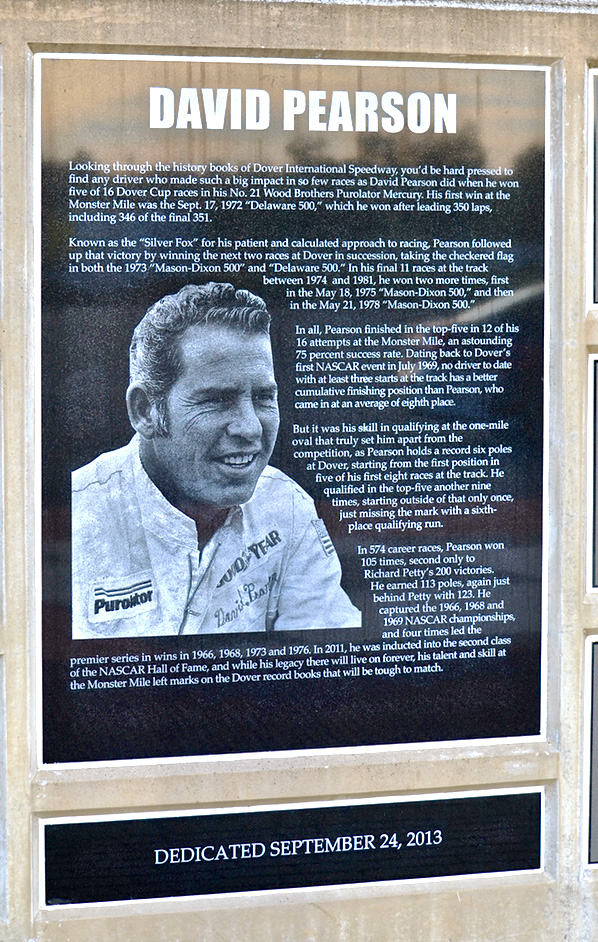 DAVID PEARSON
Looking through the history books of Dover International Speedway, you'd be hard pressed to
find any driver who made such a big impact in so few races as David Pearson did when he won
five of 16 Dover Cup races in his No. 21 Wood Brothers Purolator Mercury. His first win at the
Monster Mile was the Sept. 17, 1972 “Delaware 500,” which he won after leading 350 laps,
including 346 of the final 351.
Known as the “Silver Fox” for his patient and calculated approach to racing, Pearson followed
up that victory by winning the next two races at Dover in succession, taking the checkered flag
in both the 1973 “Mason-Dixon 500” and “Delaware 500.” In his final 11 races at the track
between 1974 and 1981, he won two more times, first
in the May 18, 1975 “Mason-Dixon 500,” and then
in the May 21, 1978 “Mason-Dixon 500.”
In all, Pearson finished in the top-five in 12 of his
16 attempts at the Monster Mile, an astounding
75 percent success rate. Dating back to Dover's
first NASCAR event in July 1969, no driver to date
with at least three starts at the track has a better
cumulative finishing position than Pearson, who
came in at an average of eighth place.
But it was his skill in qualifying at the one-mile
oval that truly set him apart from the
competition, as Pearson holds a record six poles
at Dover, starting from the first position in
five of his first eight races at the track. He
qualified in the top-five another nine
times, starting outside of that only once,
just missing the mark with a sixth-
place qualifying run.
In 574 career races, Pearson won
105 times, second only to
Richard Petty's 200 victories.
He earned 113 poles, again just
behind Petty with 123. He
captured the 1966, 1968 and
1969 NASCAR championships,
and four times led the
premier series in wins in 1966, 1968, 1973 and 1976. In 2011, he was inducted into the second class
of the NASCAR Hall of Fame, and while his legacy there will live on forever, his talent and skill at
the Monster Mile left marks on the Dover record books that will be tough to match.
GOODYEAR
David Pearson
Purolator
DEDICATED SEPTEMBER 24, 2013